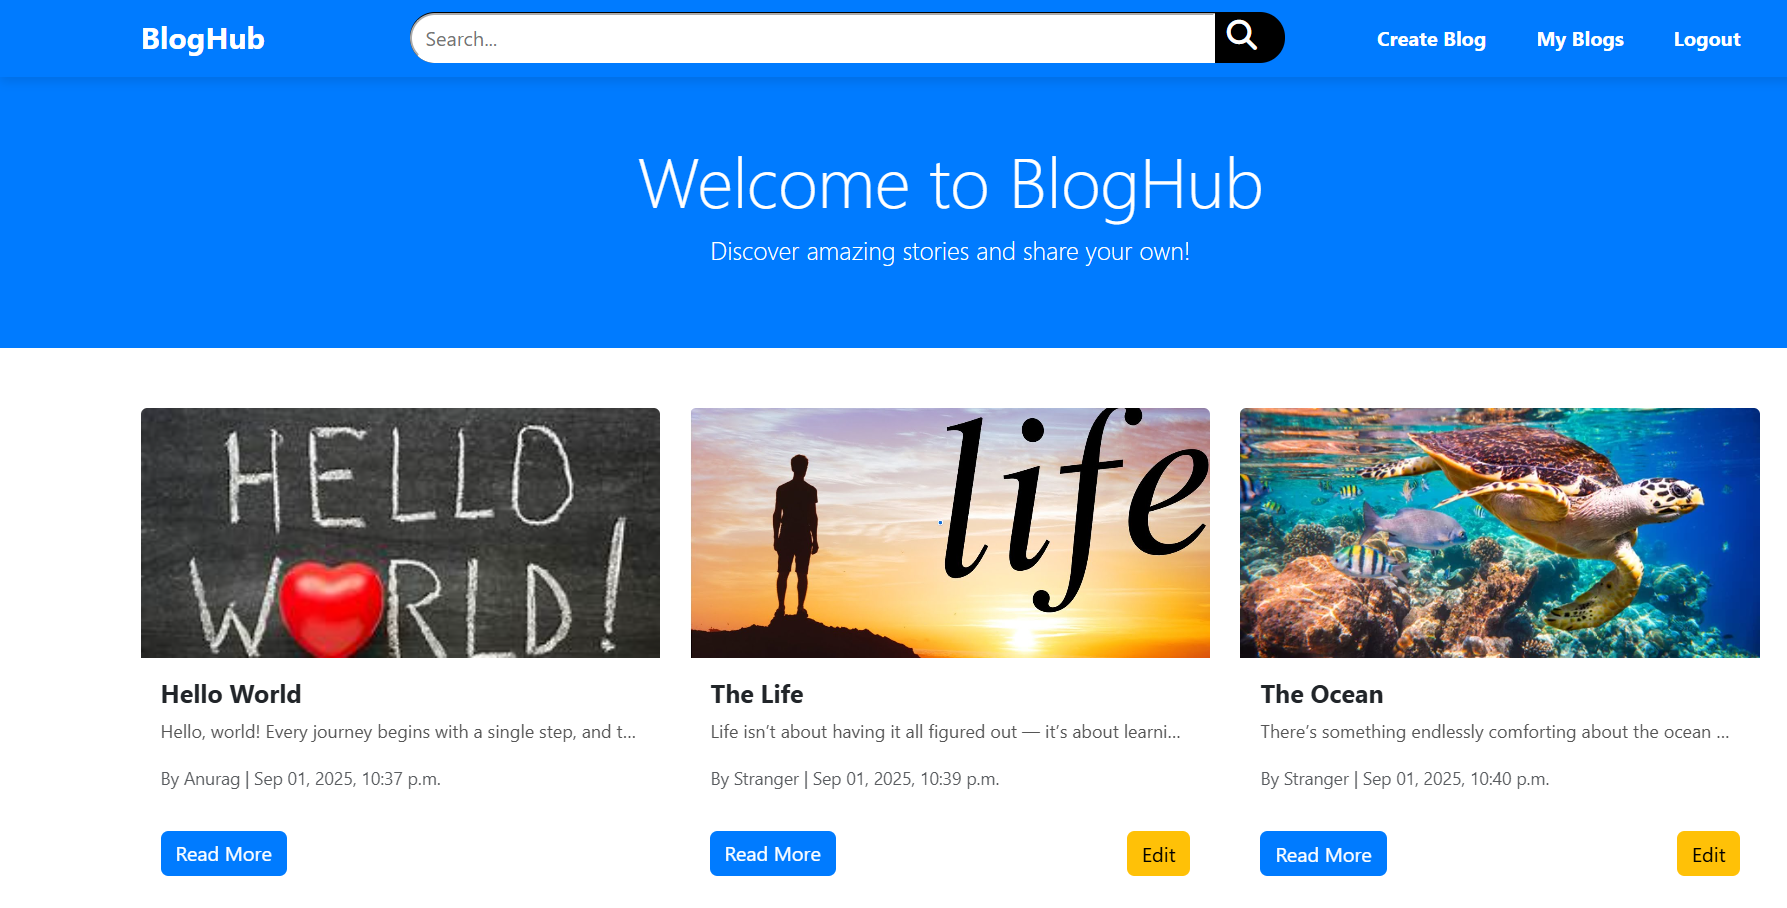 BlogHub
Search...
Create Blog
My Blogs
Logout
Welcome to BlogHub
Discover amazing stories and share your own!
HELLO
WRLD!
life
Hello World
Hello, world! Every journey begins with a single step, and t...
By Anurag | Sep 01, 2025, 10:37 p.m.
Read More
The Life
Life isn’t about having it all figured out — it’s about learni...
By Stranger | Sep 01, 2025, 10:39 p.m.
Read More
Edit
The Ocean
There’s something endlessly comforting about the ocean ...
By Stranger | Sep 01, 2025, 10:40 p.m.
Read More
Edit